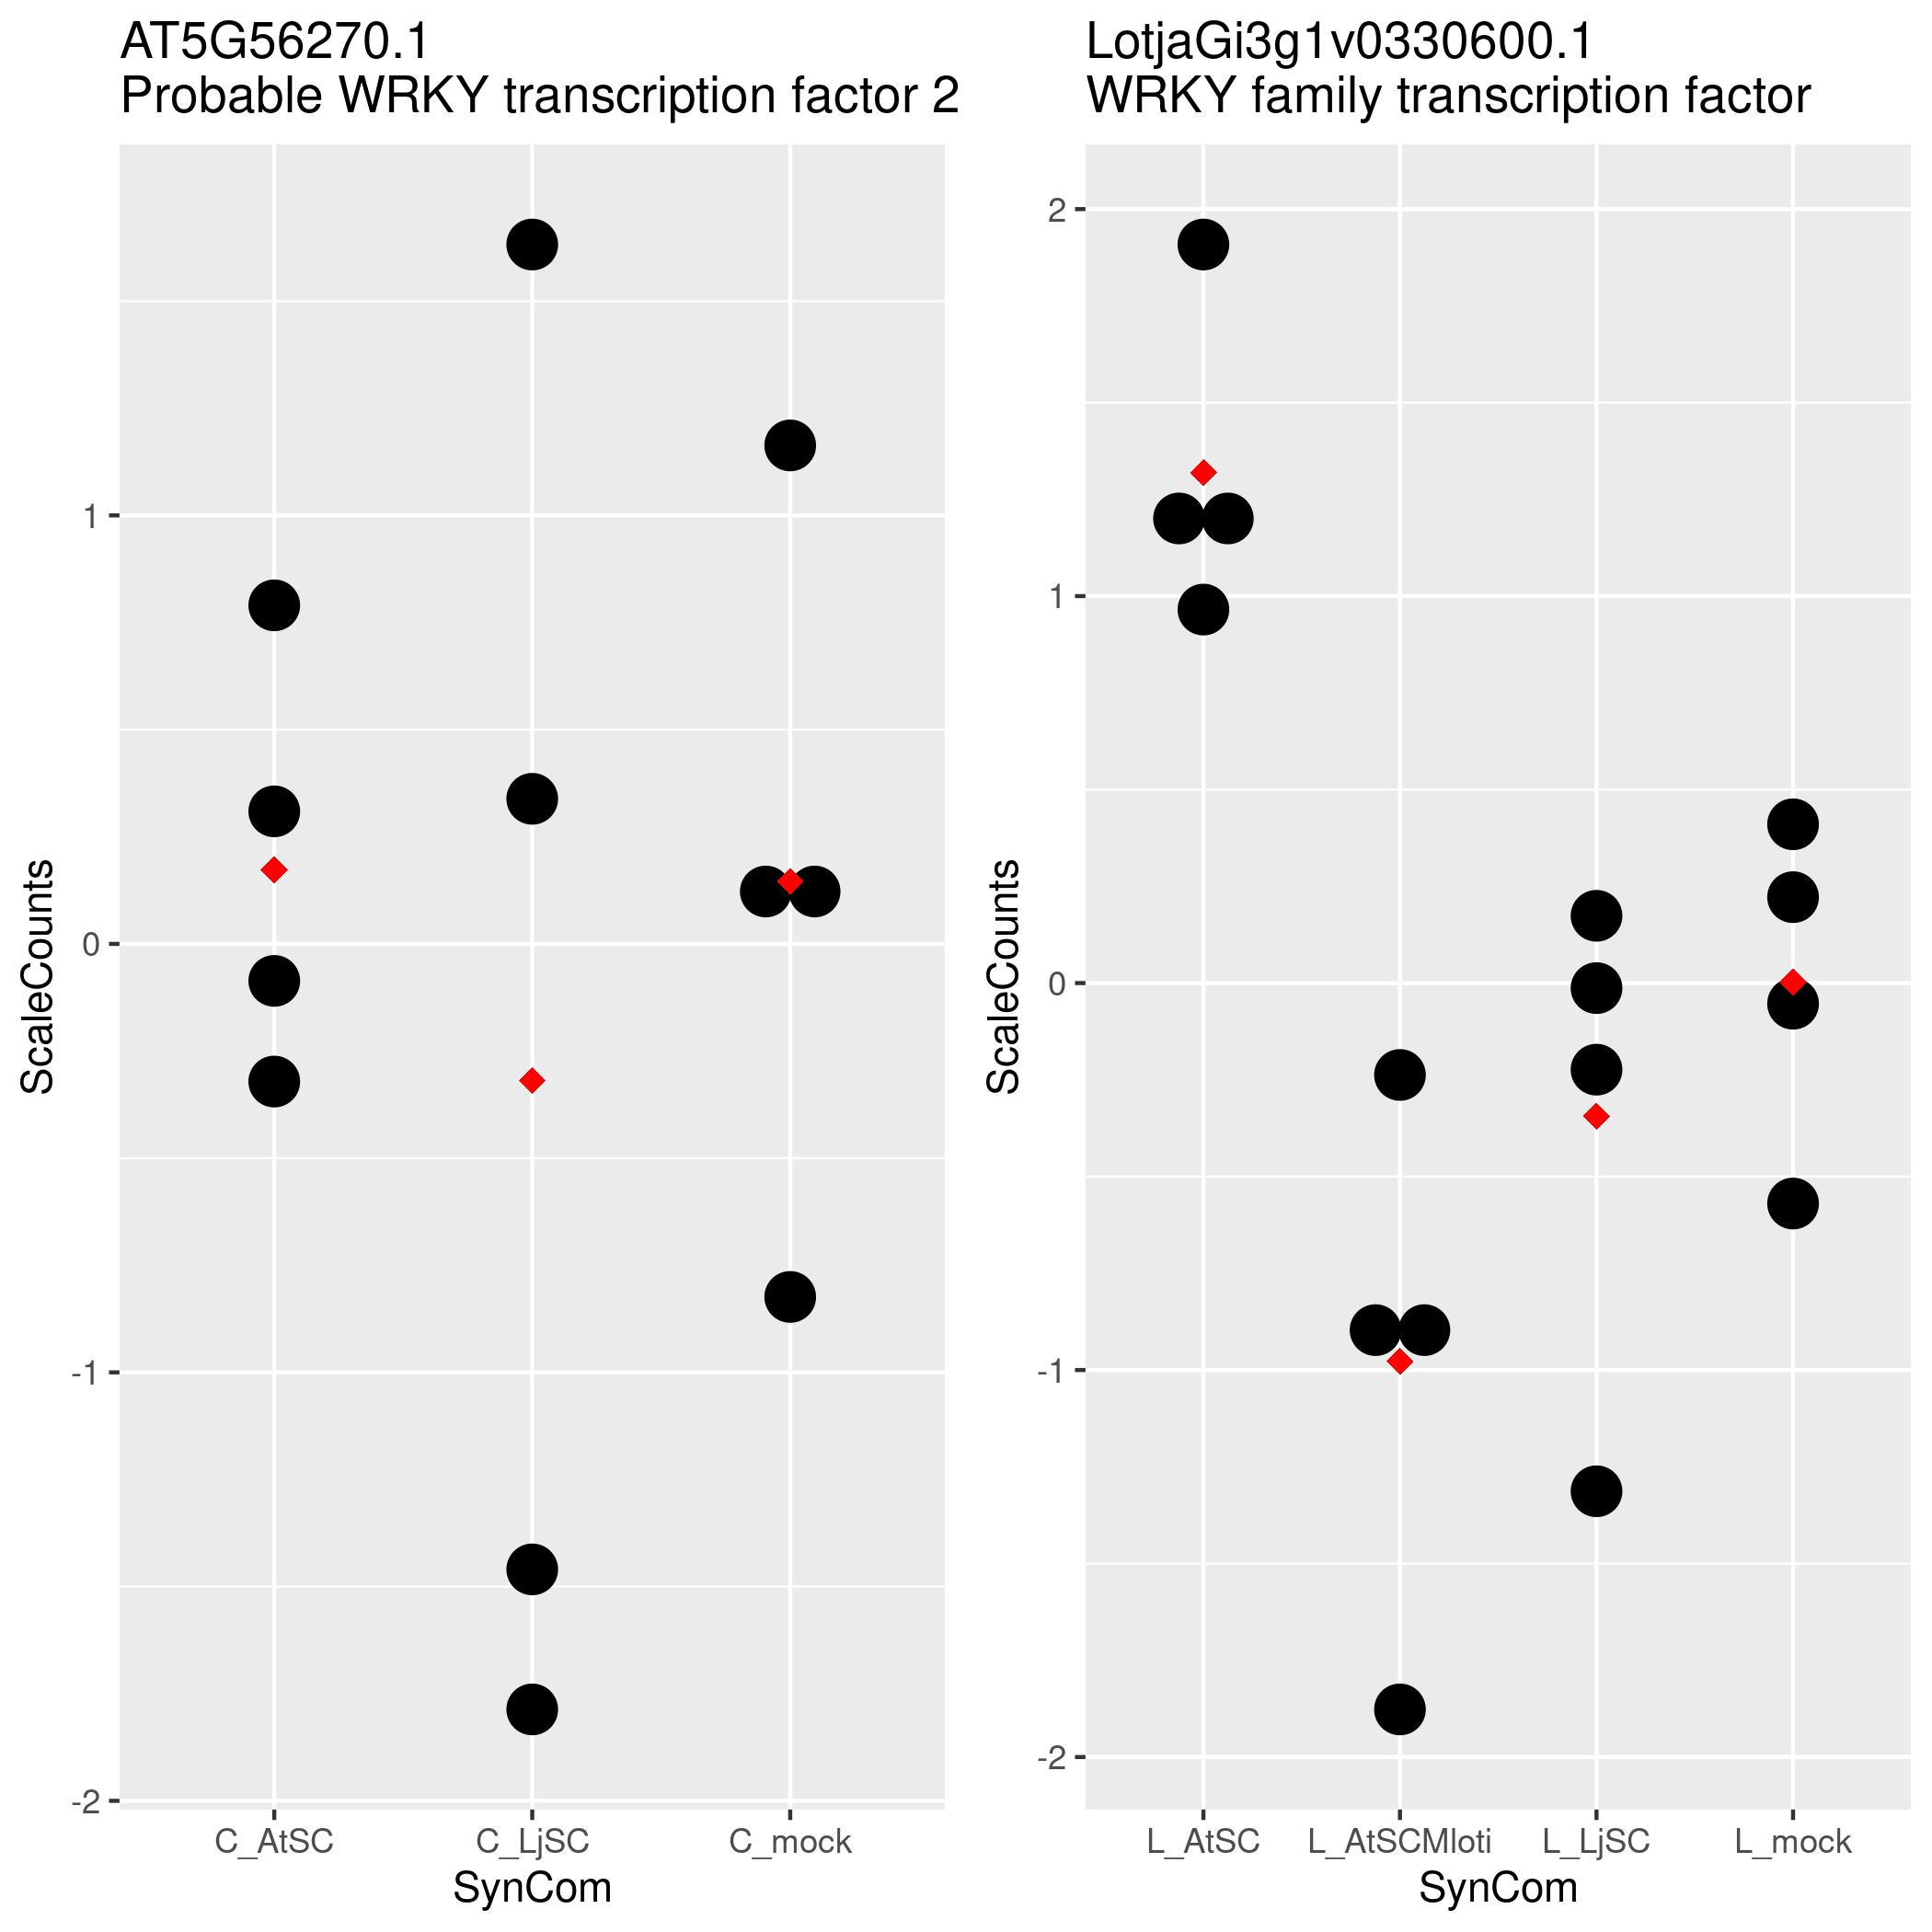 AT5G56270.1
Probable WRKY transcription factor 2
ScaleCounts
1
0
-1
-2
C_AtSC
C_LjSC
C_mock
SynCom
LotjaGi3g1v0330600.1
WRKY family transcription factor
ScaleCounts
2
1
0
-1
-2
L_AtSC
L_AtSCMloti
L_LjSC
L_mock
SynCom